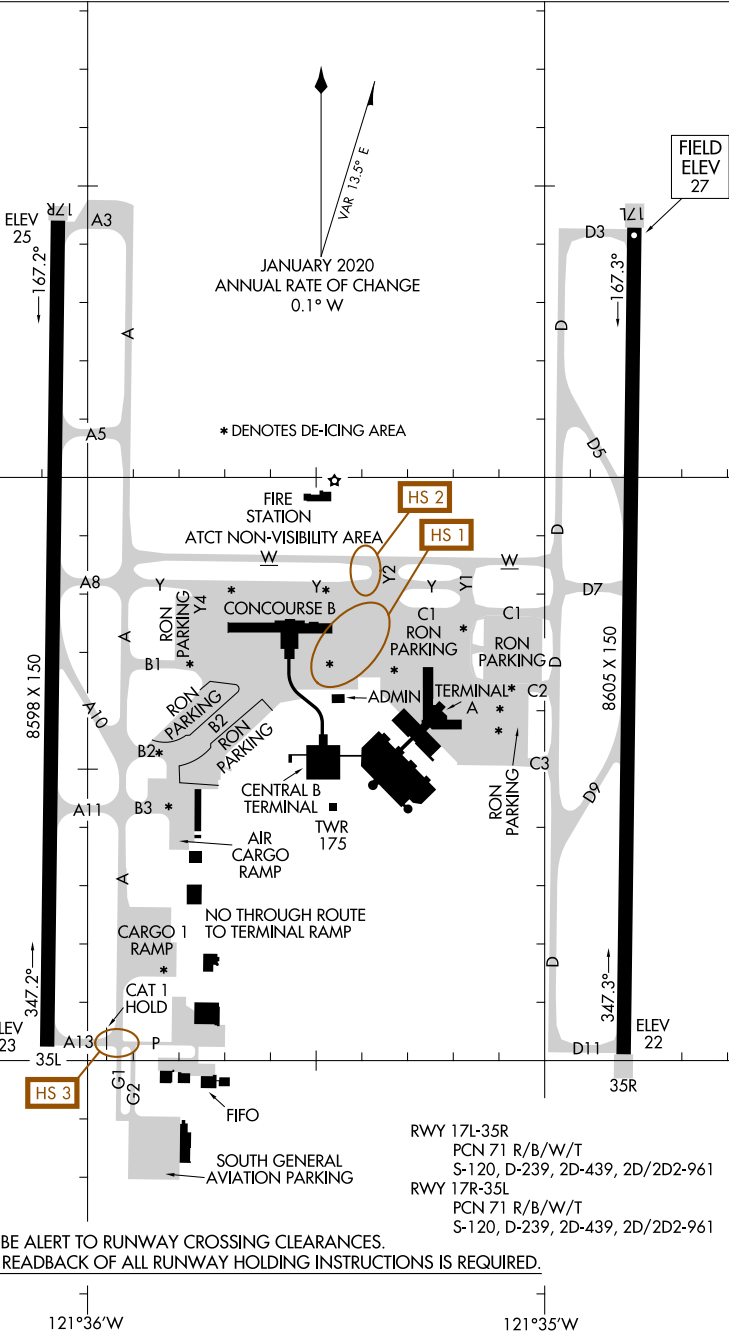 FIELD
ELEV
27
VAR 13.5° E
JANUARY 2020
ANNUAL RATE OF CHANGE
0.1° W
ELEV
25
17R
A3
167.2°
A
D3
17L
167.3°
D
A5
* DENOTES DE-ICING AREA
D5
FIRE
STATION
HS 2
HS 1
ATCT NON-VISIBILITY AREA
W
W
D
A8
Y
Y
Y2
Y
Y1
D7
Y4
RON
PARKING
CONCOURSE B
C1
C1
RON
PARKING
RON
PARKING
A
B1
D
8598 X 150
8605 X 150
A10
RON
PARKING
B2
RON
PARKING
ADMIN
TERMINAL
A
C2
B2
RON
PARKING
C3
CENTRAL B
TERMINAL
D9
A11
B3
TWR
175
AIR
CARGO
RAMP
A
NO THROUGH ROUTE
TO TERMINAL RAMP
CARGO 1
RAMP
347.2°
CAT 1
HOLD
D
347.3°
23
A13
P
35L
ELEV
22
D11
35R
HS 3
G1
G2
FIFO
SOUTH GENERAL
AVIATION PARKING
RWY 17L-35R
PCN 71 R/B/W/T
S-120, D-239, 2D-439, 2D/2D2-961
RWY 17R-35L
PCN 71 R/B/W/T
S-120, D-239, 2D-439, 2D/2D2-961
BE ALERT TO RUNWAY CROSSING CLEARANCES.
READBACK OF ALL RUNWAY HOLDING INSTRUCTIONS IS REQUIRED.
121°36'W
121°35'W